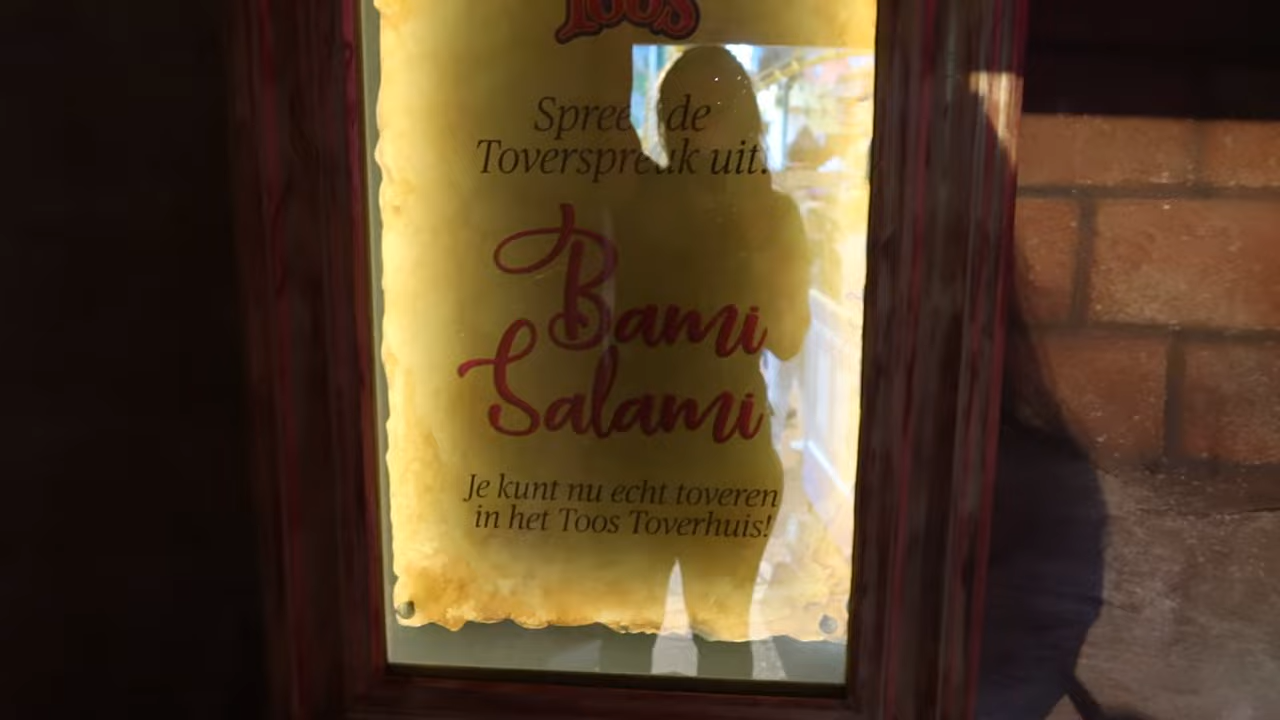 Toos
Spreek de
Toverspreuk uit.
Bami
Salami
Je kunt nu echt toveren
in het Toos Toverhuis!